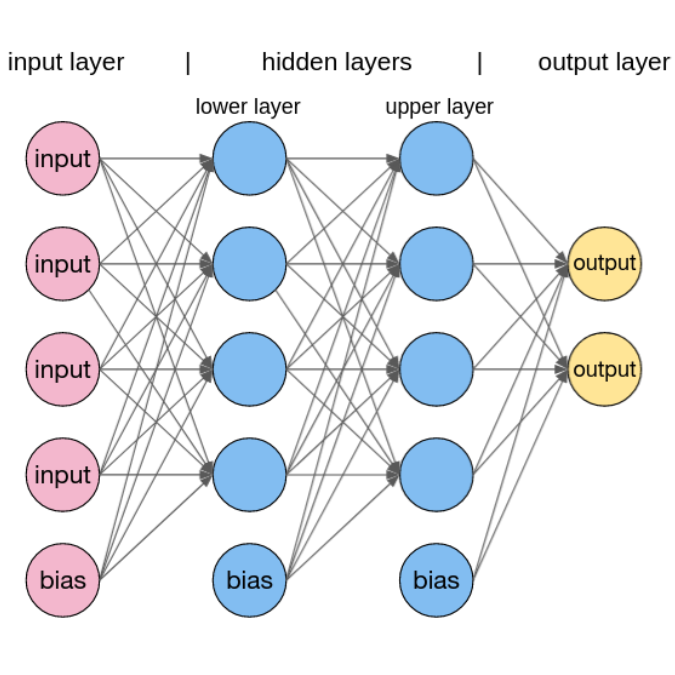 input layer | hidden layers | output layer
lower layer upper layer
input
input output
input output
input
bias bias bias